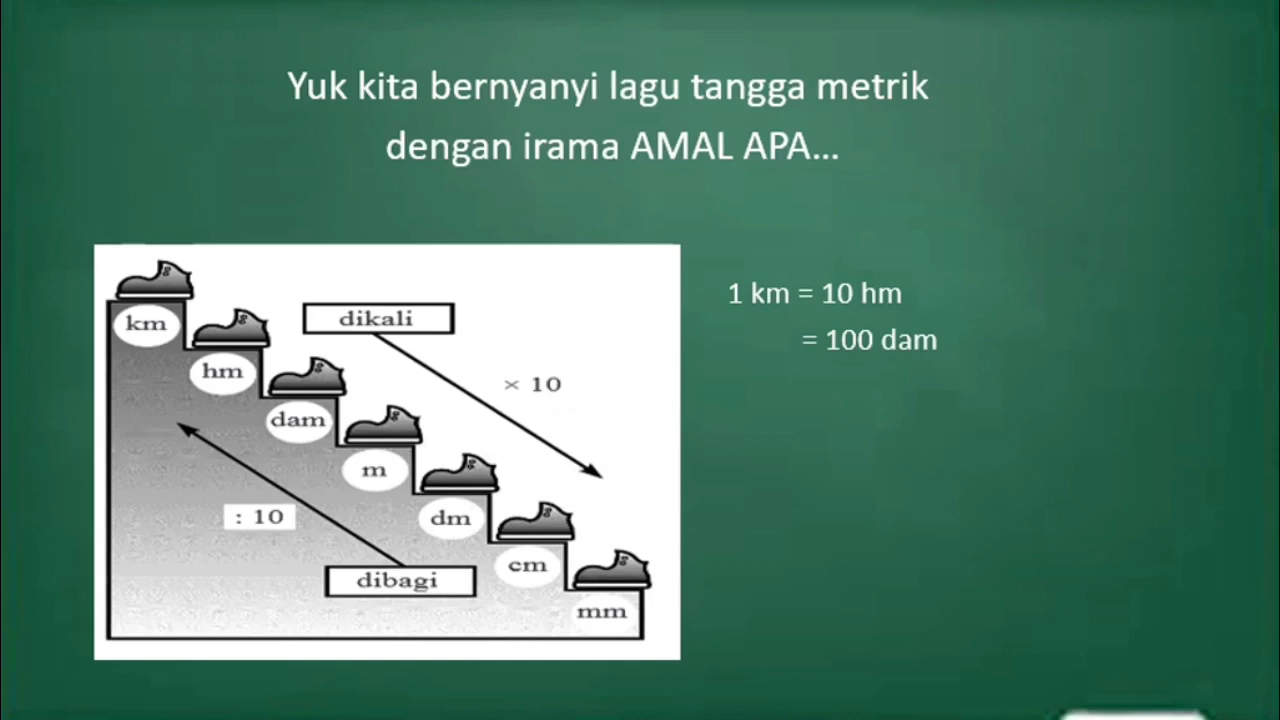 Yuk kita bernyanyi lagu tangga metrik
dengan irama AMAL APA...
km
hm
dam
m
dm
cm
mm
dikali
× 10
: 10
dibagi
1 km = 10 hm
= 100 dam